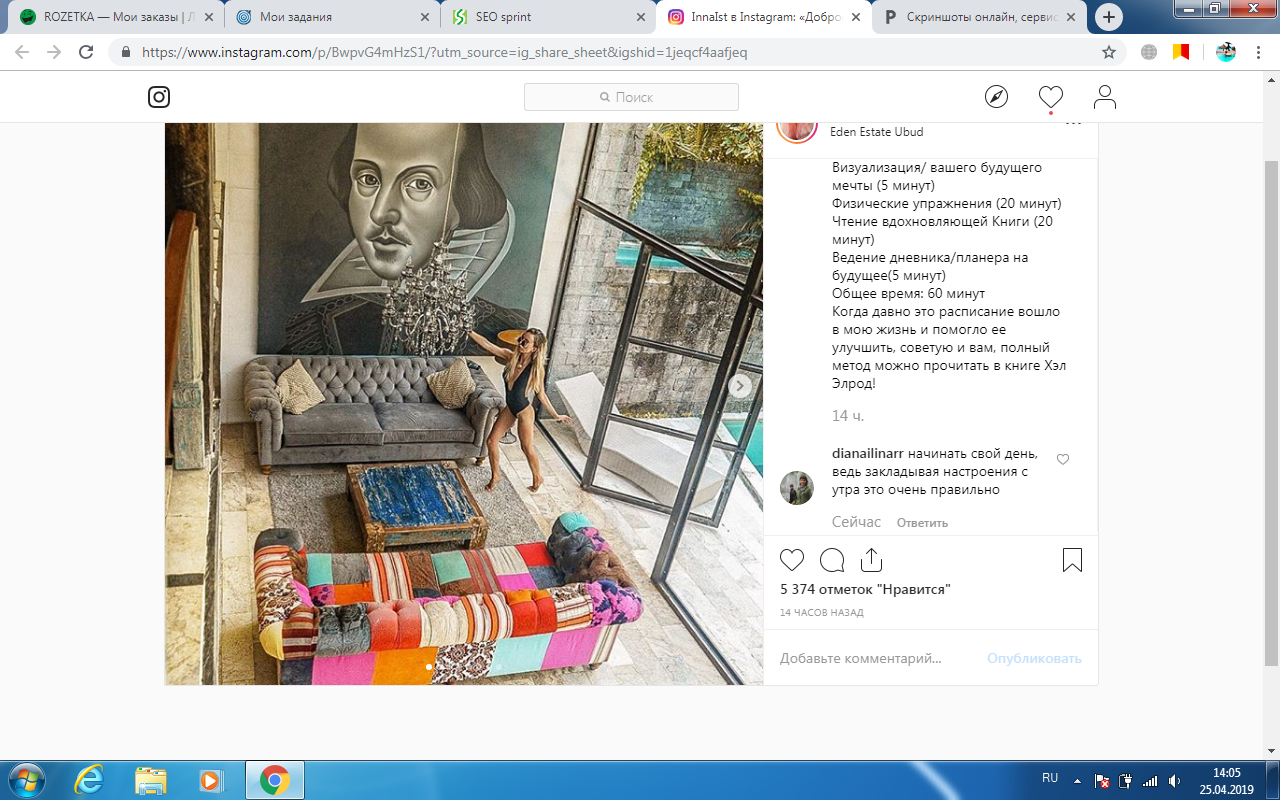 ROZETKA — Мои заказы | Л
Мои задания
SEO sprint
InnaIst в Instagram: «Добро
Скриншоты онлайн, сервис
https://www.instagram.com/p/BwpvG4mHzS1/?utm_source=ig_share_sheet&igshid=1jeqcf4aafjeq
Поиск
Eden Estate Ubud
Визуализация/ вашего будущего
мечты (5 минут)
Физические упражнения (20 минут)
Чтение вдохновляющей Книги (20
минут)
Ведение дневника/планера на
будущее(5 минут)
Общее время: 60 минут
Когда давно это расписание вошло
в мою жизнь и помогло ее
улучшить, советую и вам, полный
метод можно прочитать в книге Хэл
Элрод!
14 ч.
dianailinarr начинать свой день,
ведь закладывая настроения с
утра это очень правильно
Сейчас Ответить
5 374 отметок "Нравится"
14 ЧАСОВ НАЗАД
Добавьте комментарий... Опубликовать
RU
14:05
25.04.2019